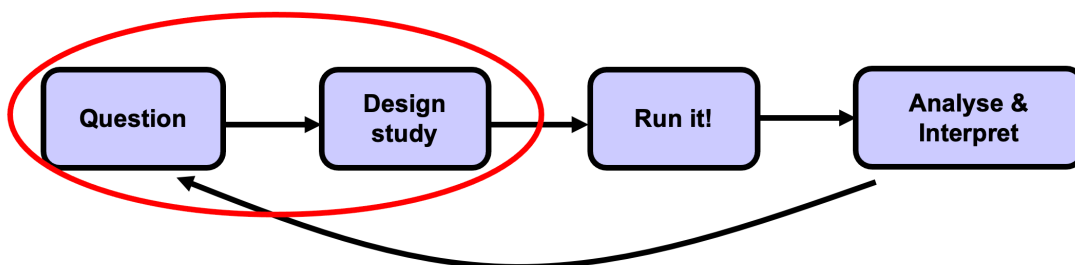 Question
Design
study
Run it!
Analyse &
Interpret